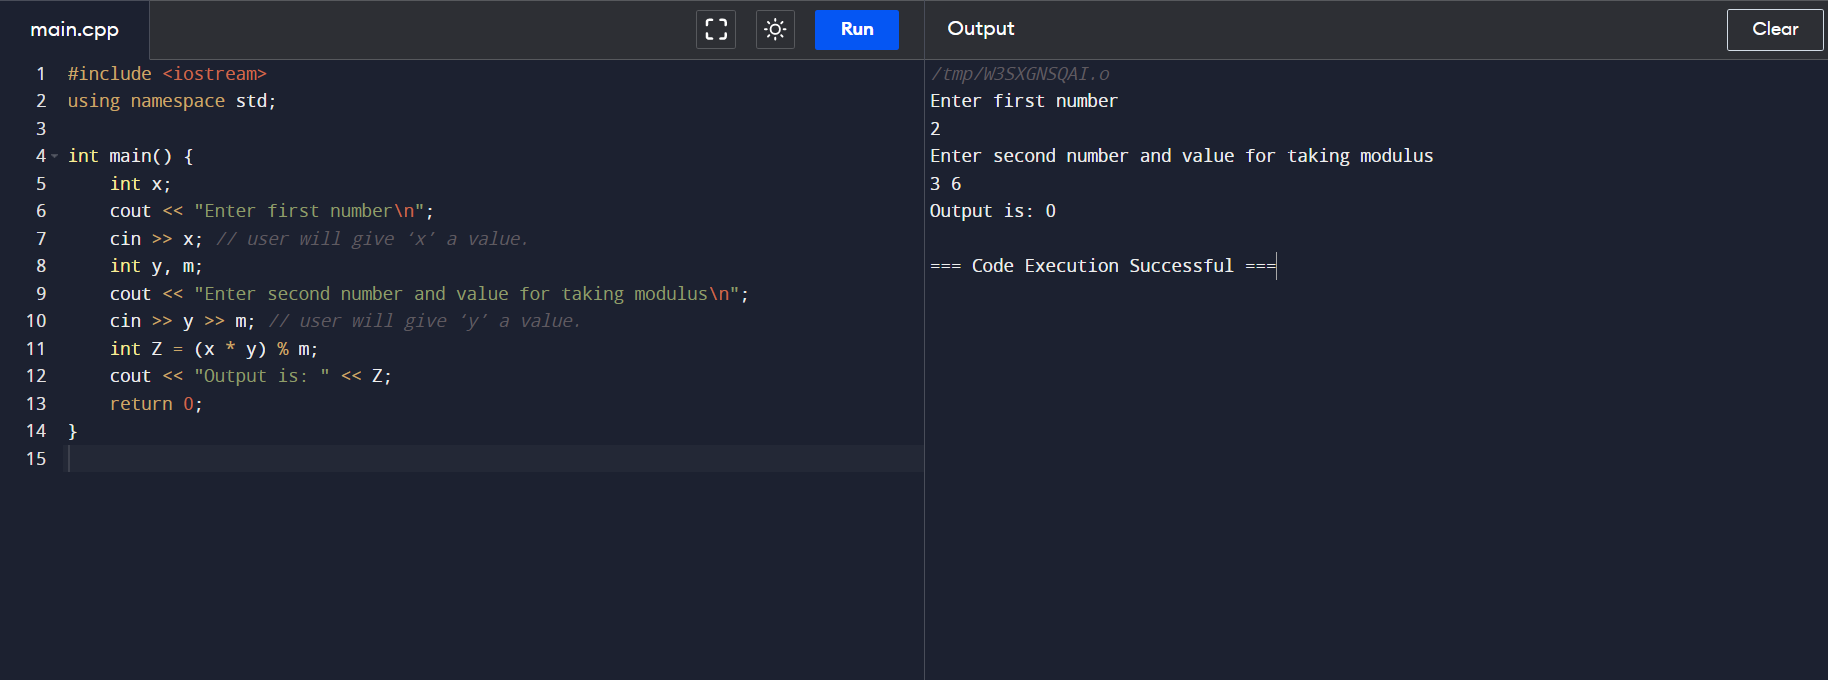 main.cpp
Run
1 #include <iostream>
2 using namespace std;
3
4 int main() {
5     int x;
6     cout << "Enter first number\n";
7     cin >> x; // user will give ‘x’ a value.
8     int y, m;
9     cout << "Enter second number and value for taking modulus\n";
10     cin >> y >> m; // user will give ‘y’ a value.
11     int Z = (x * y) % m;
12     cout << "Output is: " << Z;
13     return 0;
14 }
15
Output
Clear
/tmp/W3SXGNSQAI.o
Enter first number
2
Enter second number and value for taking modulus
3 6
Output is: 0
=== Code Execution Successful ===